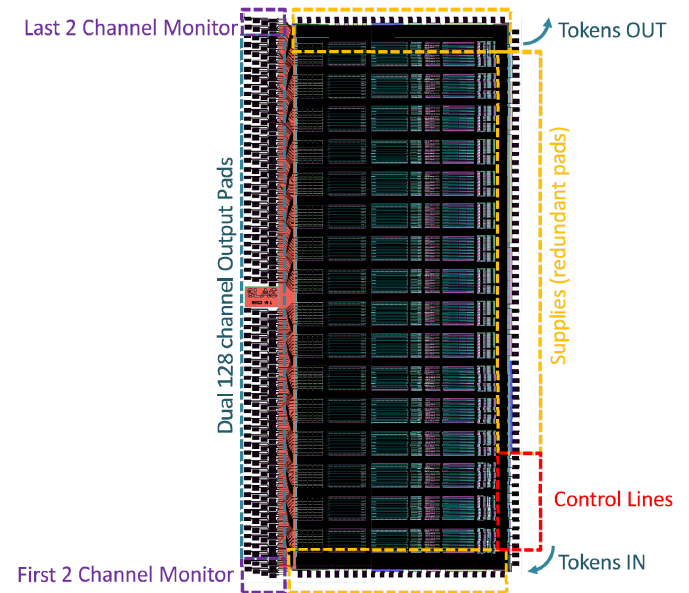 Last 2 Channel Monitor
Tokens OUT
Dual 128 channel Output Pads
Supplies (redundant pads)
Control Lines
Tokens IN
First 2 Channel Monitor